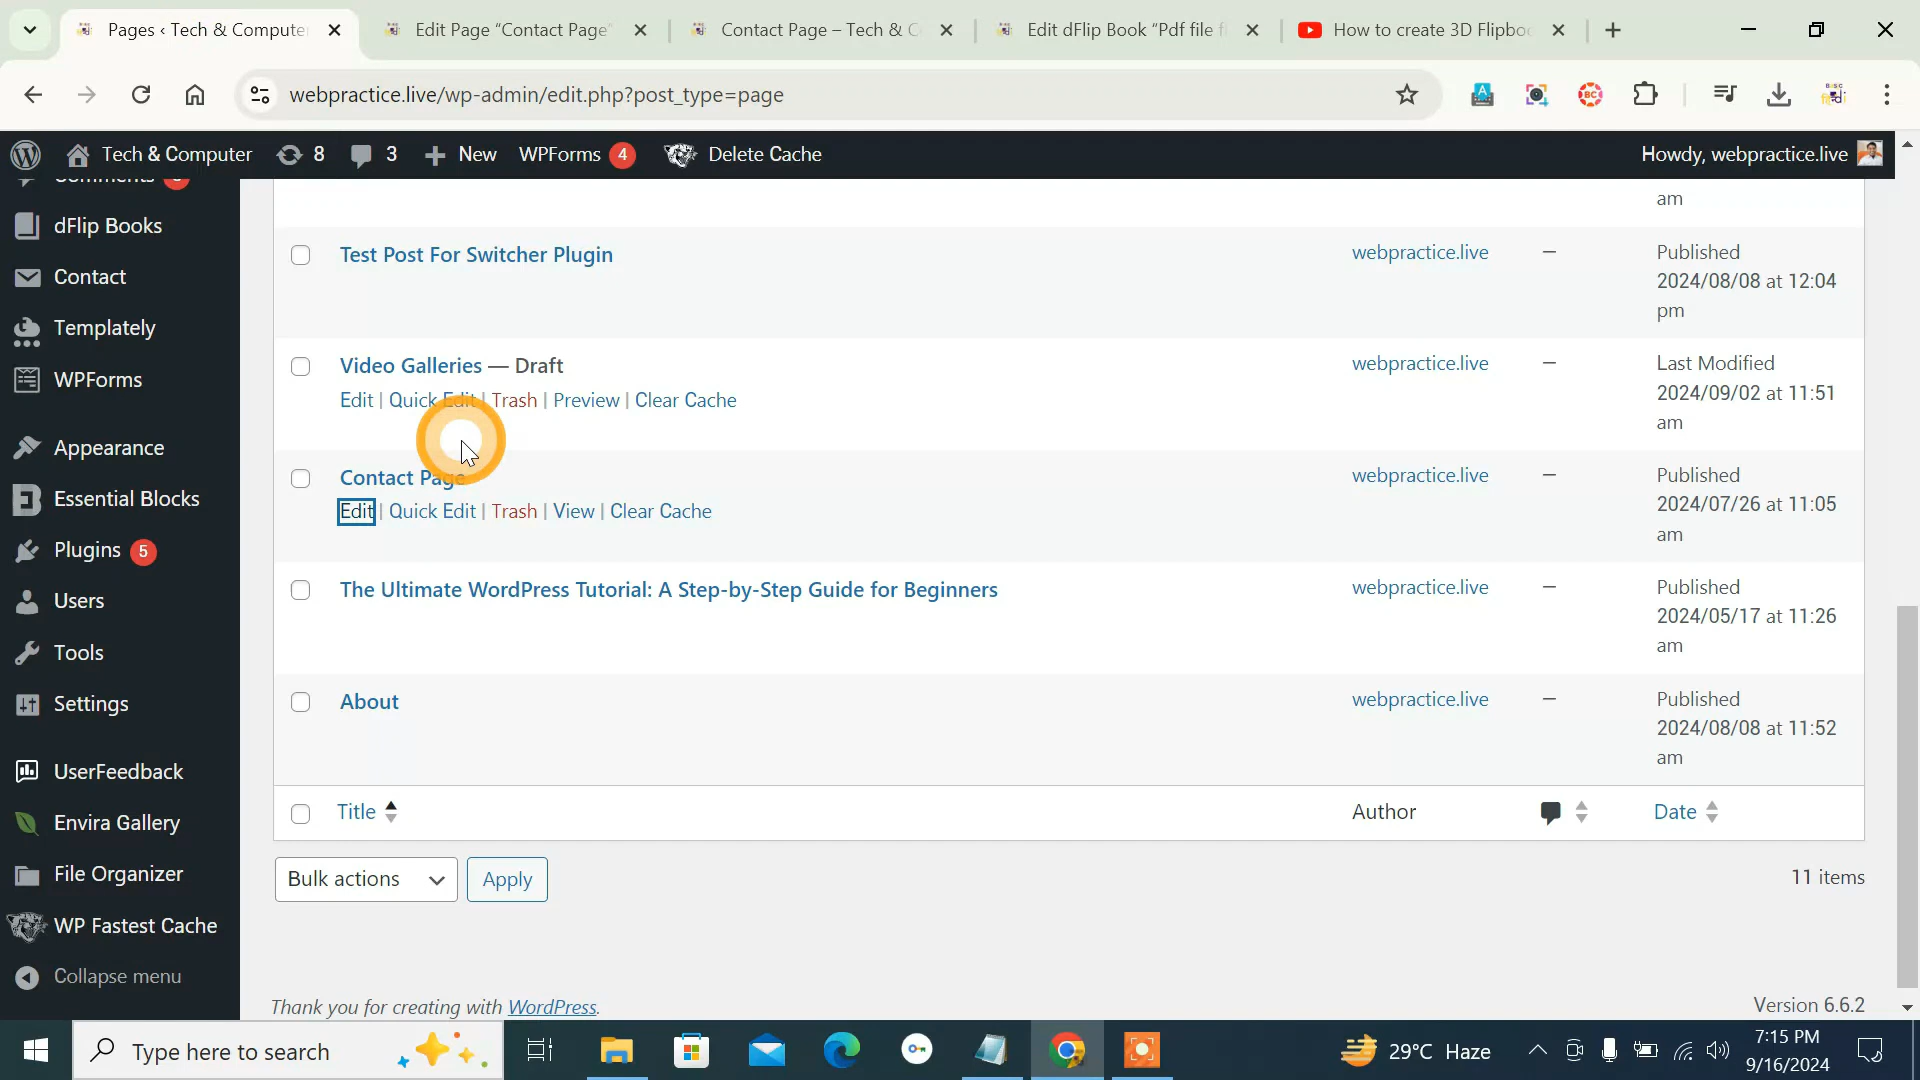 Pages ‹ Tech & Compute
Edit Page “Contact Page”
Contact Page – Tech & C
Edit dFlip Book “Pdf file f
How to create 3D Flipboo
webpractice.live/wp-admin/edit.php?post_type=page
Tech & Computer 8 3 New WPForms 4 Delete Cache Howdy, webpractice.live
Comments
dFlip Books
Contact
Templately
WPForms
Appearance
Essential Blocks
Plugins 5
Users
Tools
Settings
UserFeedback
Envira Gallery
File Organizer
WP Fastest Cache
Collapse menu
am
Test Post For Switcher Plugin webpractice.live — Published
2024/08/08 at 12:04
pm
Video Galleries — Draft webpractice.live — Last Modified
Edit | Quick Edit | Trash | Preview | Clear Cache 2024/09/02 at 11:51
am
Contact Page webpractice.live — Published
Edit | Quick Edit | Trash | View | Clear Cache 2024/07/26 at 11:05
am
The Ultimate WordPress Tutorial: A Step-by-Step Guide for Beginners webpractice.live — Published
2024/05/17 at 11:26
am
About webpractice.live — Published
2024/08/08 at 11:52
am
Title Author Date
Bulk actions Apply 11 items
Thank you for creating with WordPress. Version 6.6.2
Type here to search 29°C Haze 7:15 PM
9/16/2024